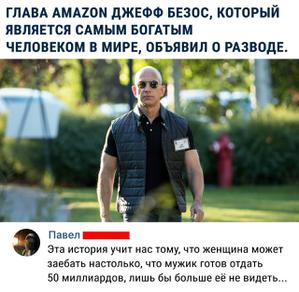 ГЛАВА AMAZON ДЖЕФФ БЕЗОС, КОТОРЫЙ
ЯВЛЯЕТСЯ САМЫМ БОГАТЫМ
ЧЕЛОВЕКОМ В МИРЕ, ОБЪЯВИЛ О РАЗВОДЕ.
Павел
Эта история учит нас тому, что женщина может
заебать настолько, что мужик готов отдать
50 миллиардов, лишь бы больше её не видеть...